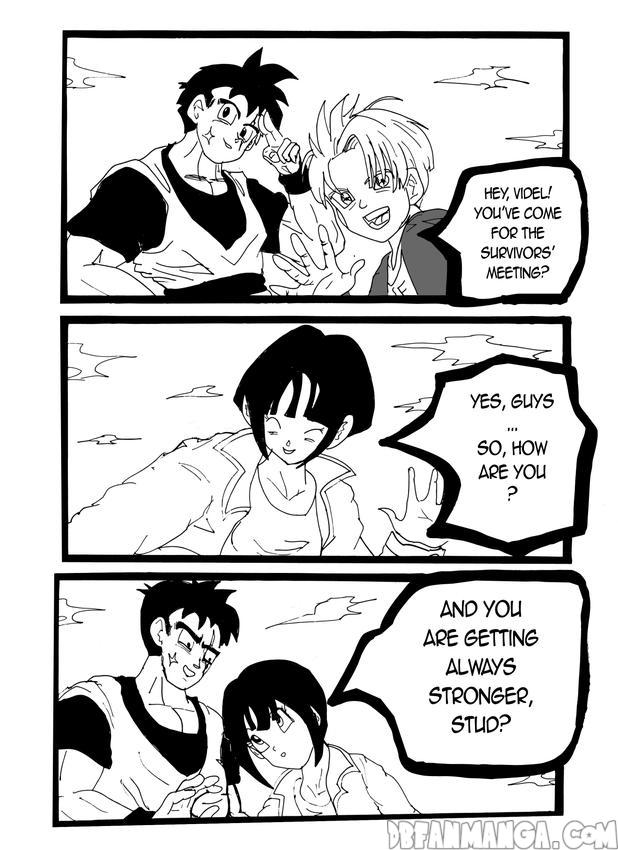 HEY, VIDEL!
YOU'VE COME
FOR THE
SURVIVORS'
MEETING?
YES, GUYS
...
SO, HOW
ARE YOU
?
AND YOU
ARE GETTING
ALWAYS
STRONGER,
STUD?
DBFANMANGA.COM